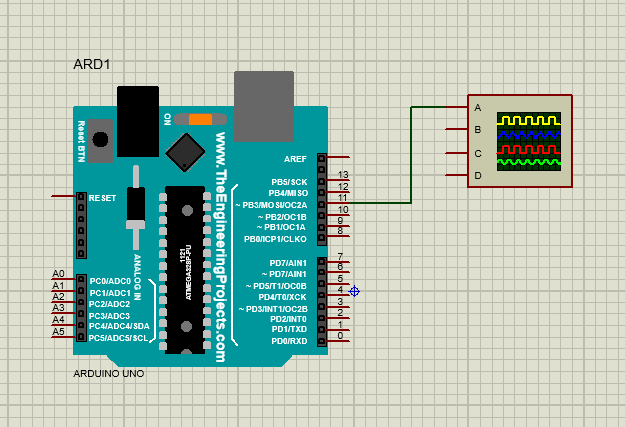 ARD1
ON
Reset BTN
www.TheEngineeringProjects.com
AREF
PB5/SCK 13
PB4/MISO 12
~ PB3/MOSI/OC2A 11
~ PB2/OC1B 10
~ PB1/OC1A 9
PB0/ICP1/CLKO 8
RESET
1121
ATMEGA328P-PU
ANALOG IN
PD7/AIN1 7
~ PD7/AIN1 6
~ PD5/T1/OC0B 5
PD4/T0/XCK 4
~ PD3/INT1/OC2B 3
PD2/INT0 2
PD1/TXD 1
PD0/RXD 0
A0 PC0/ADC0
A1 PC1/ADC1
A2 PC2/ADC2
A3 PC3/ADC3
A4 PC4/ADC4/SDA
A5 PC5/ADC5/SCL
ARDUINO UNO
A
B
C
D